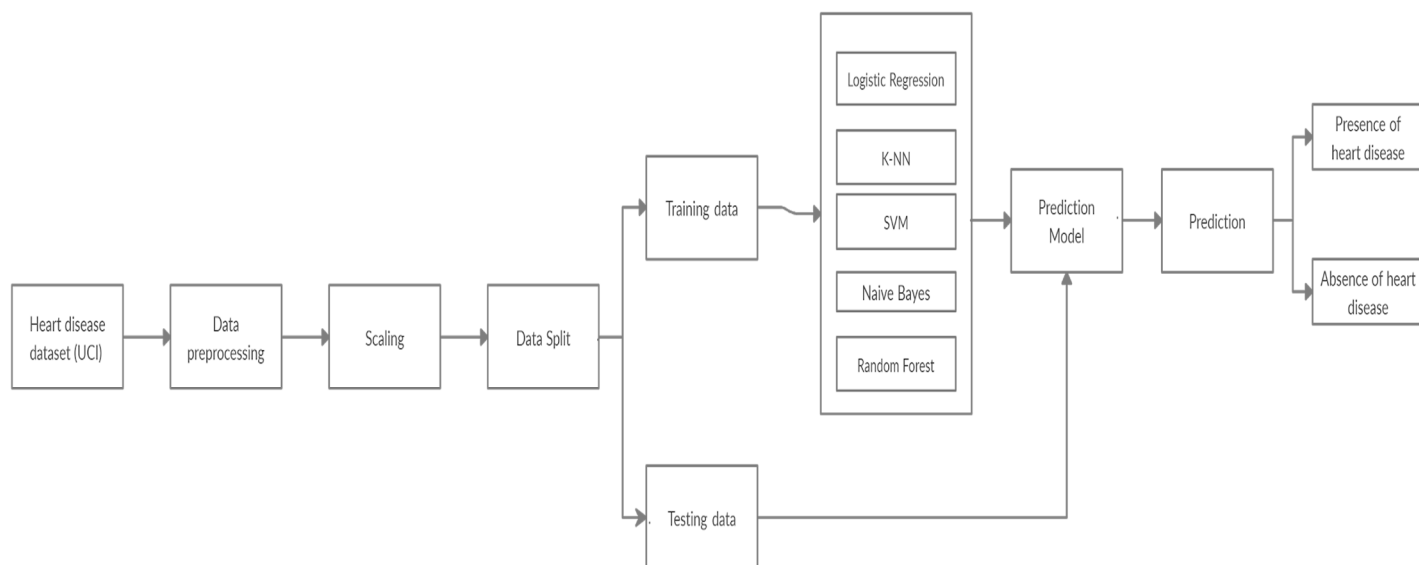 Heart disease
dataset (UCI)
Data
preprocessing
Scaling
Data Split
Training data
Testing data
Logistic Regression
K-NN
SVM
Naive Bayes
Random Forest
Prediction
Model
Prediction
Presence of
heart disease
Absence of heart
disease